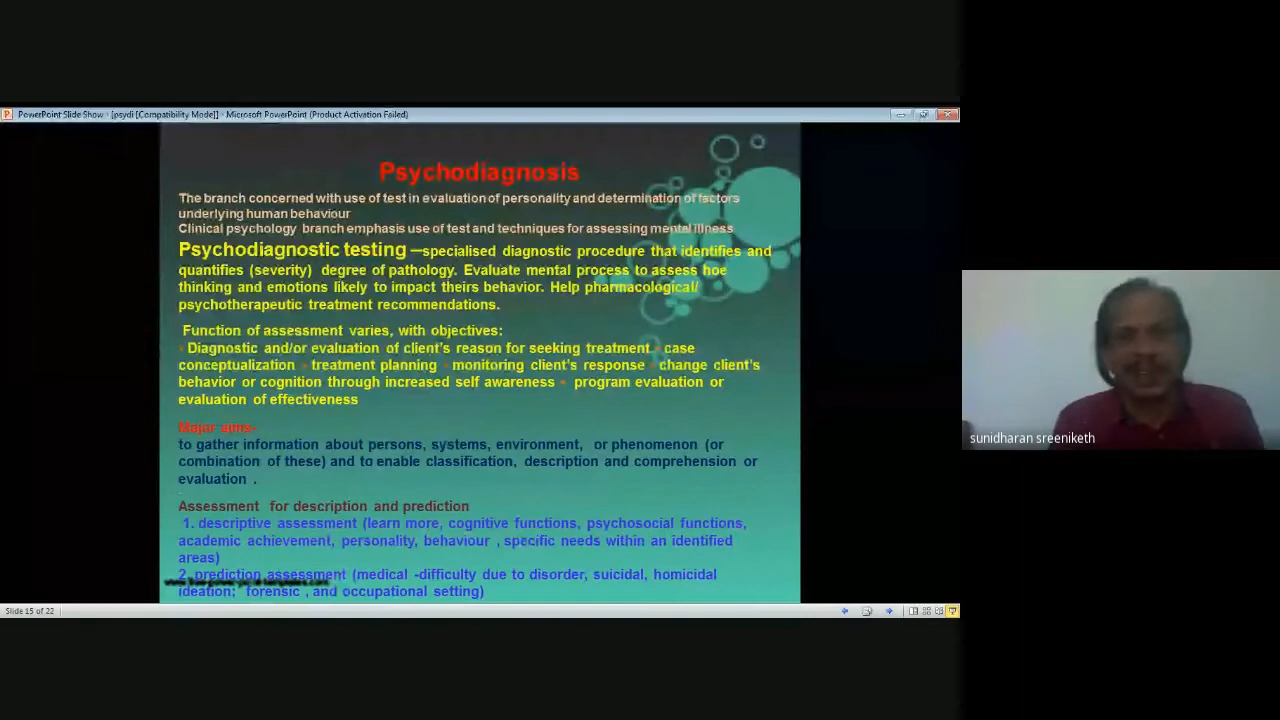 PowerPoint Slide Show - [psydi [Compatibility Mode]] - Microsoft PowerPoint (Product Activation Failed)
Psychodiagnosis
The branch concerned with use of test in evaluation of personality and determination of factors
underlying human behaviour
Clinical psychology branch emphasis use of test and techniques for assessing mental illness
Psychodiagnostic testing —specialised diagnostic procedure that identifies and
quantifies (severity) degree of pathology. Evaluate mental process to assess hoe
thinking and emotions likely to impact theirs behavior. Help pharmacological/
psychotherapeutic treatment recommendations.
Function of assessment varies, with objectives:
• Diagnostic and/or evaluation of client's reason for seeking treatment • case
conceptualization • treatment planning • monitoring client's response • change client's
behavior or cognition through increased self awareness • program evaluation or
evaluation of effectiveness
Major aims-
to gather information about persons, systems, environment, or phenomenon (or
combination of these) and to enable classification, description and comprehension or
evaluation .
Assessment for description and prediction
1. descriptive assessment (learn more, cognitive functions, psychosocial functions,
academic achievement, personality, behaviour , specific needs within an identified
areas)
2. prediction assessment (medical -difficulty due to disorder, suicidal, homicidal
ideation; forensic , and occupational setting)
Slide 15 of 22
sunidharan sreeniketh